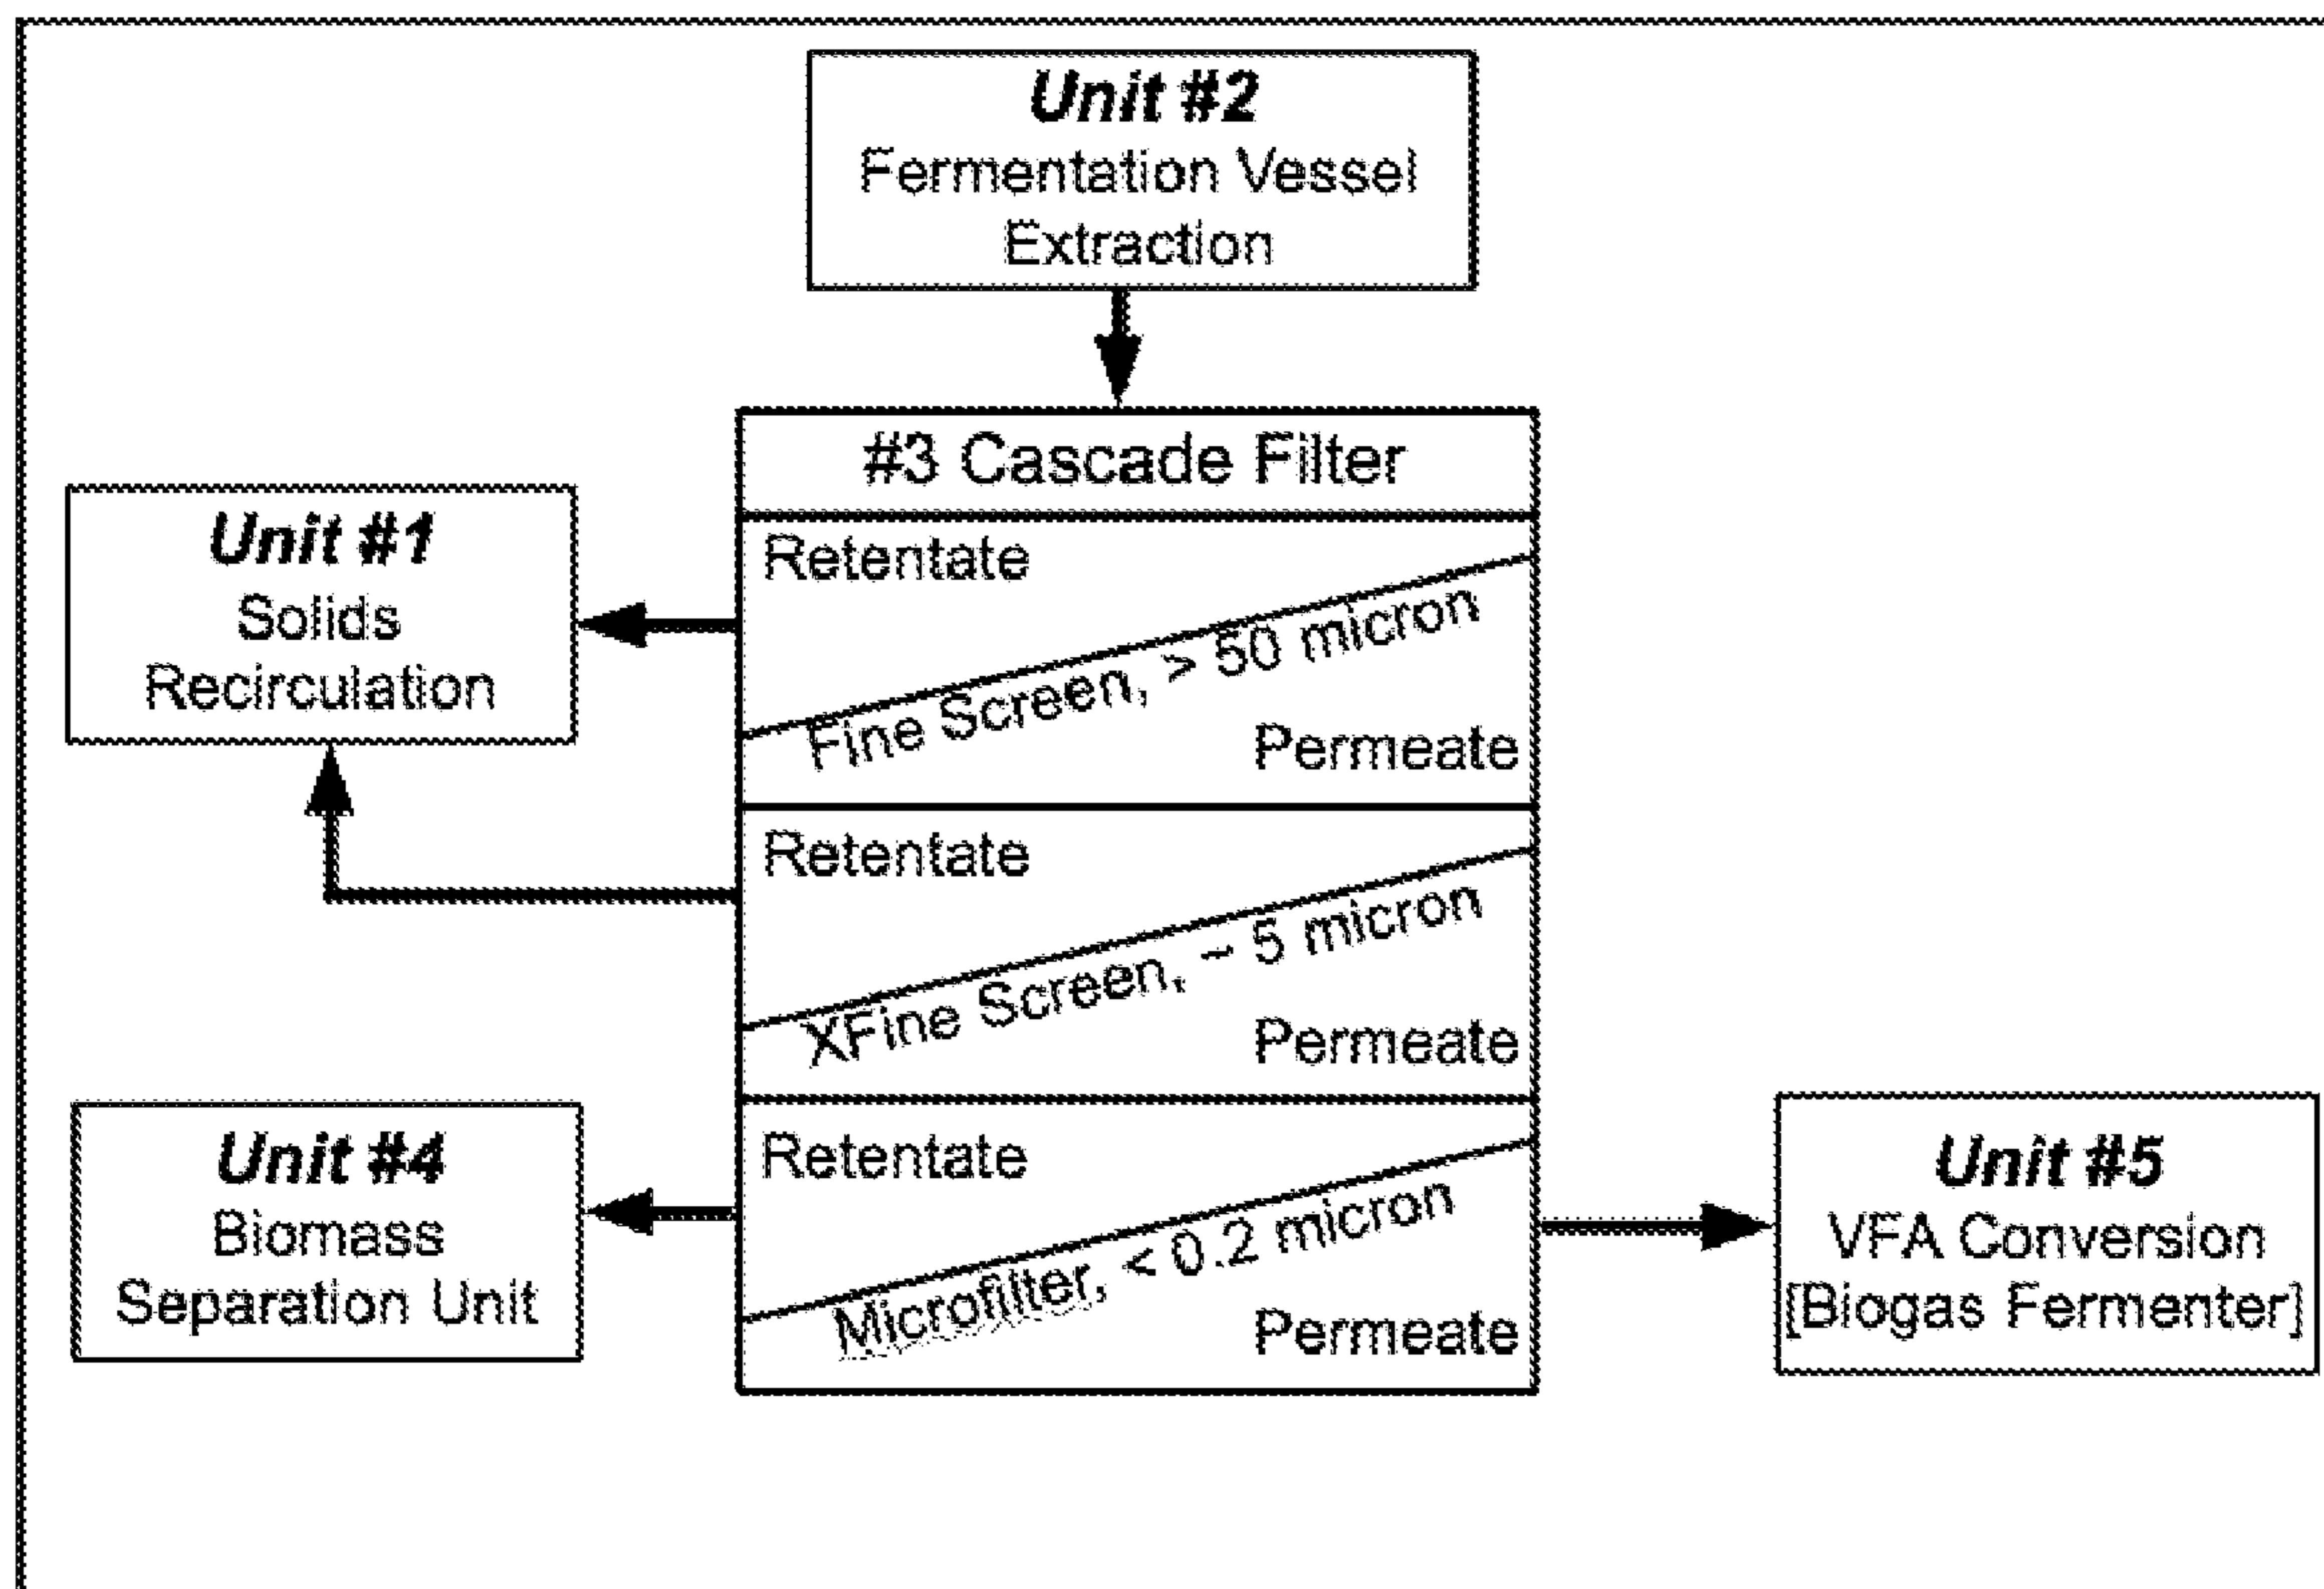 Unit #2
Fermentation Vessel
Extraction
#3 Cascade Filter
Unit #1
Solids
Recirculation
Retentate
Fine Screen, > 50 micron
Permeate
Retentate
XFine Screen, ~ 5 micron
Permeate
Unit #4
Biomass
Separation Unit
Retentate
Microfilter, < 0.2 micron
Permeate
Unit #5
VFA Conversion
[Biogas Fermenter]